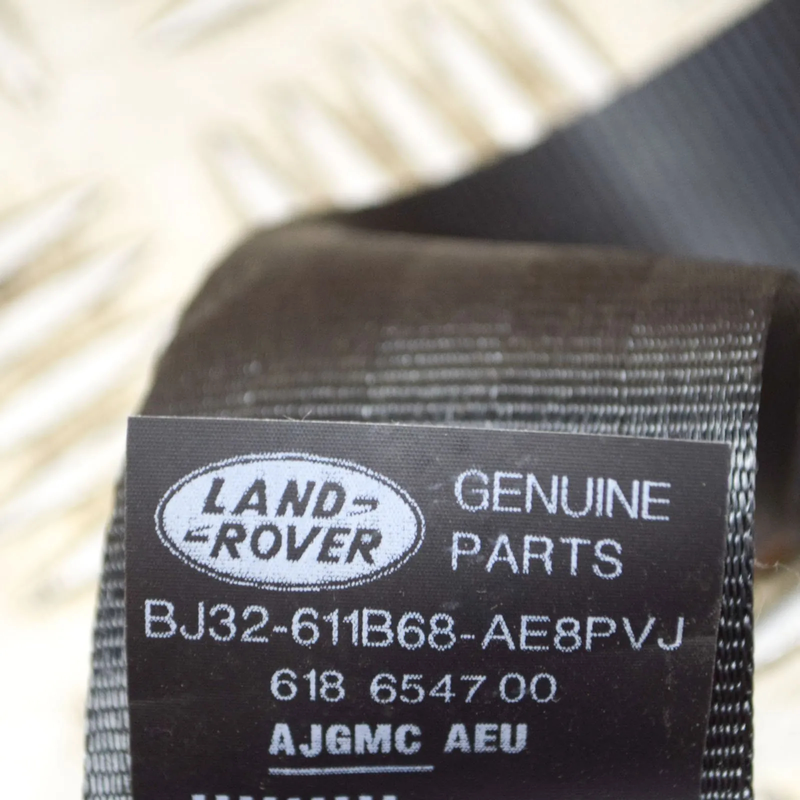 LAND-
-ROVER
GENUINE
PARTS
BJ32-611B68-AE8PVJ
618 6547 00
AJGMC AEU